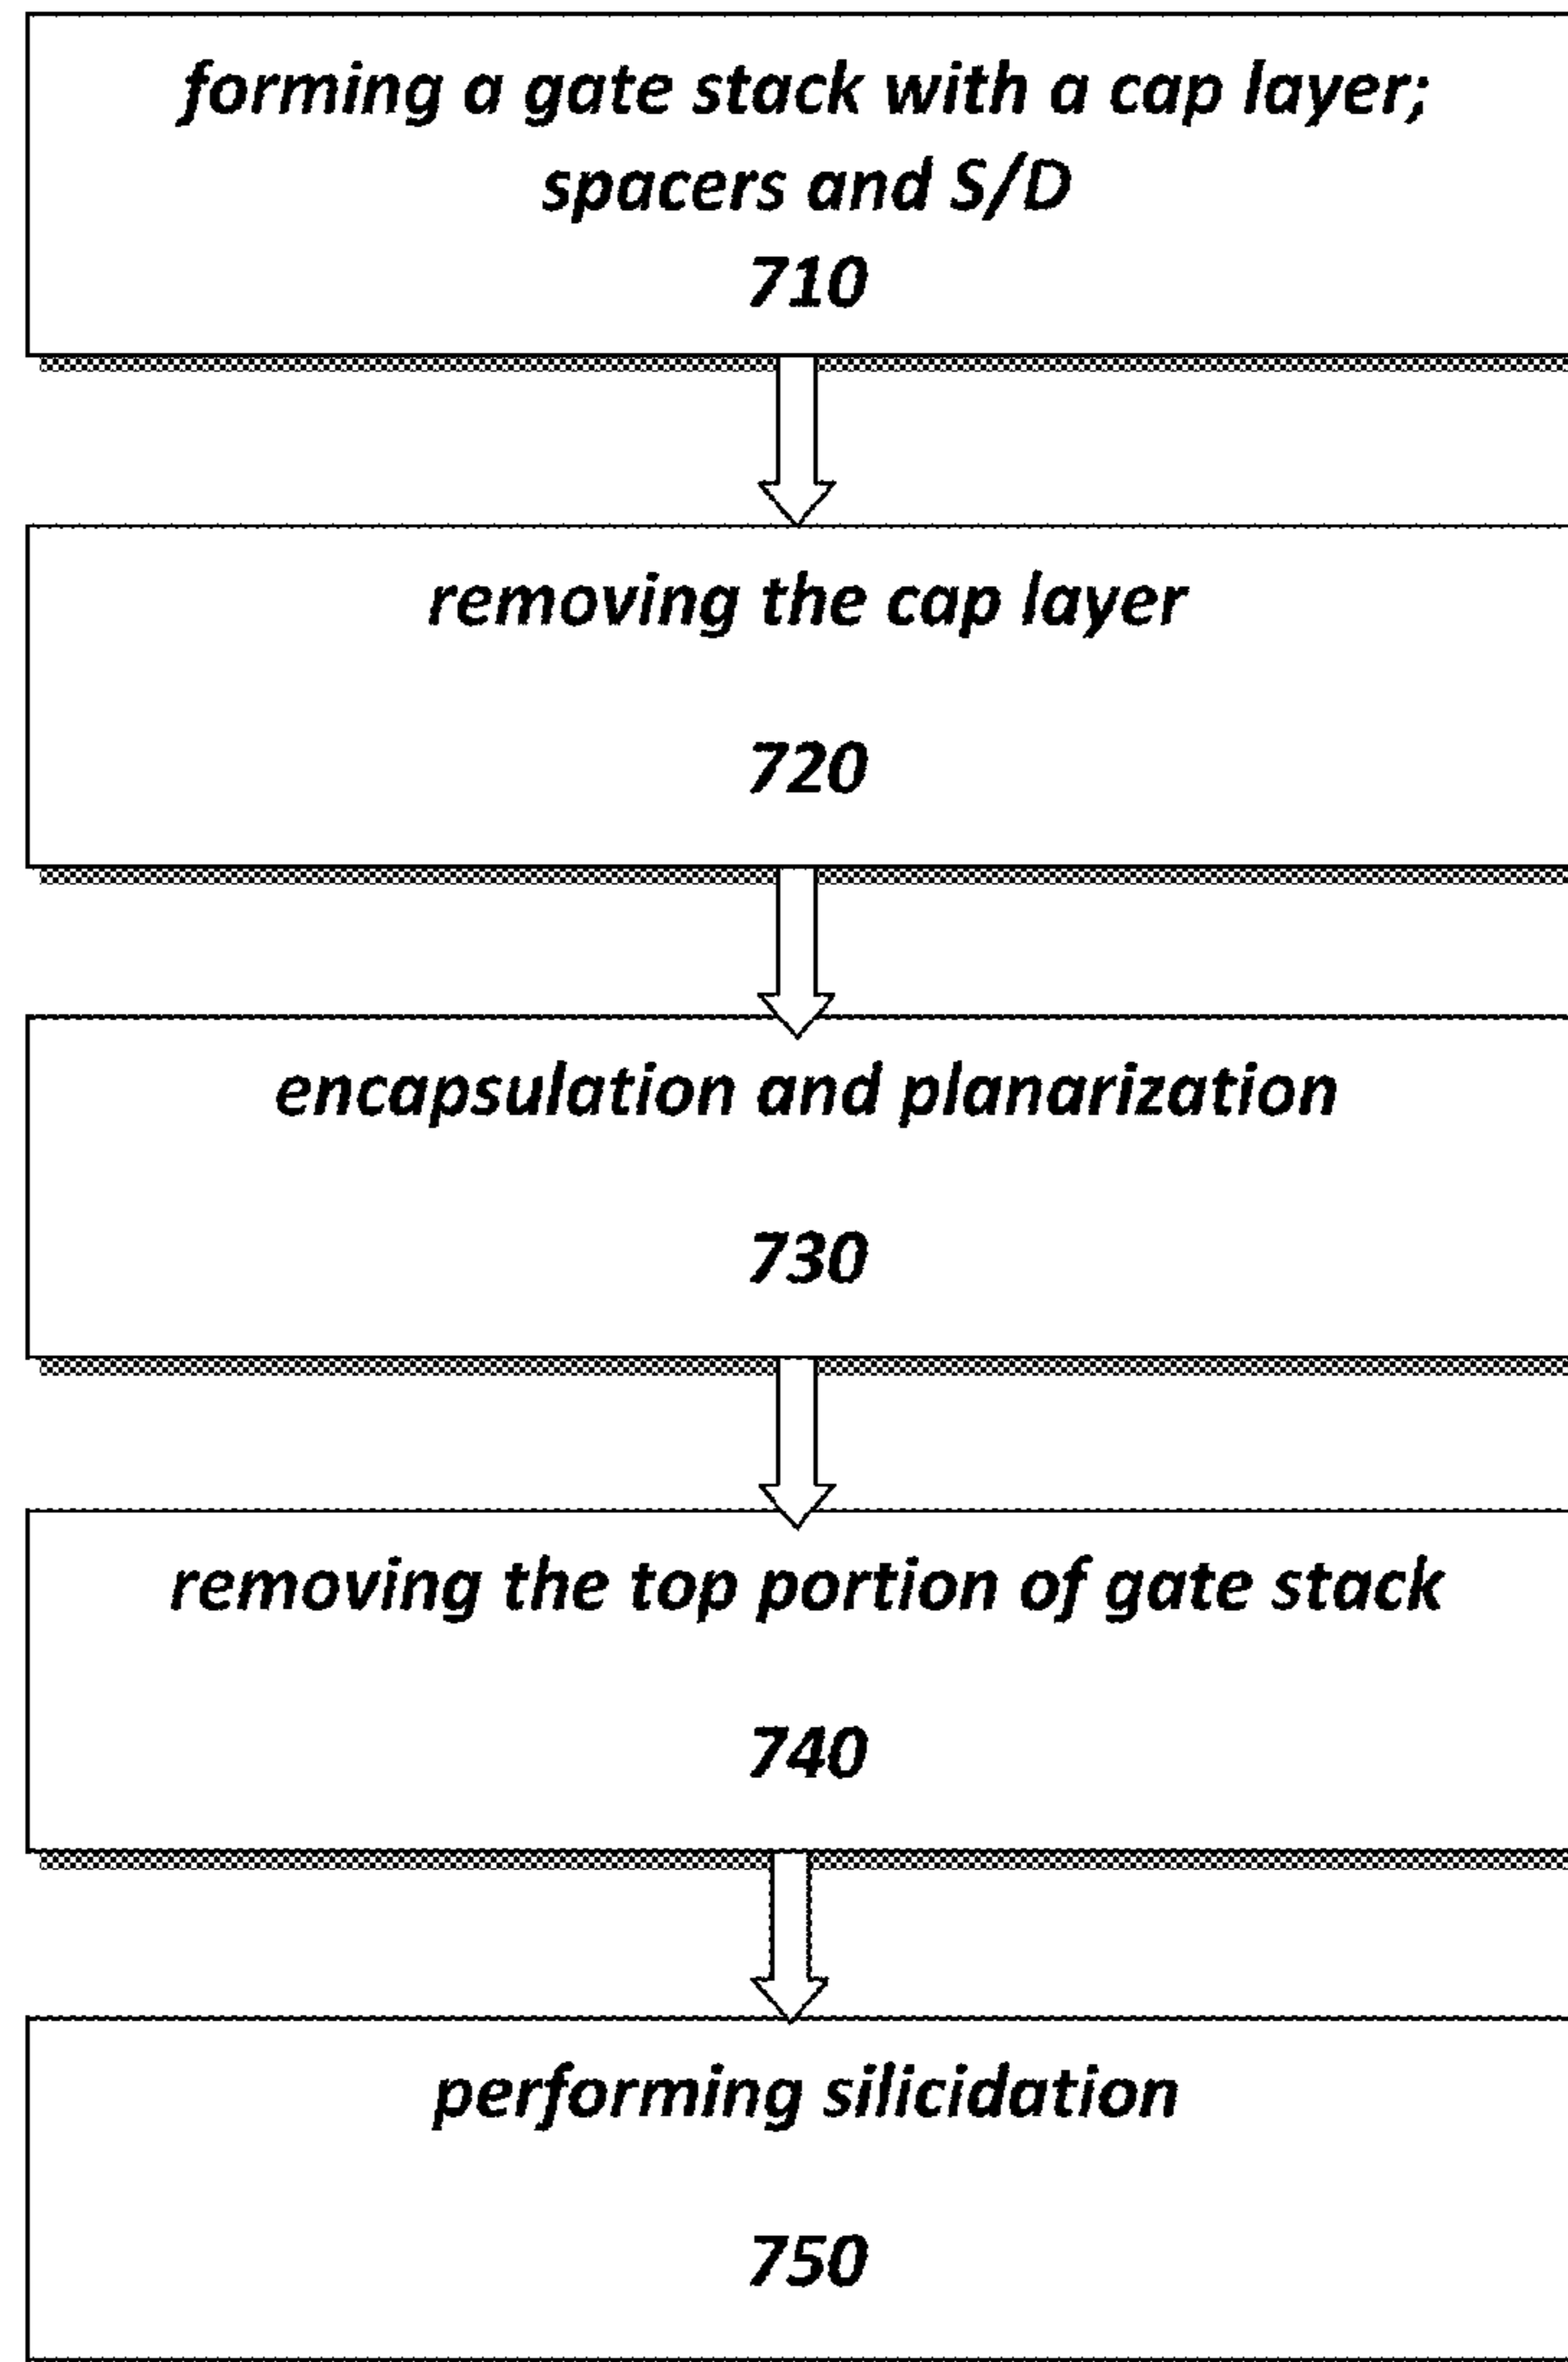 forming a gate stack with a cap layer;
spacers and S/D
710
removing the cap layer
720
encapsulation and planarization
730
removing the top portion of gate stack
740
performing silicidation
750